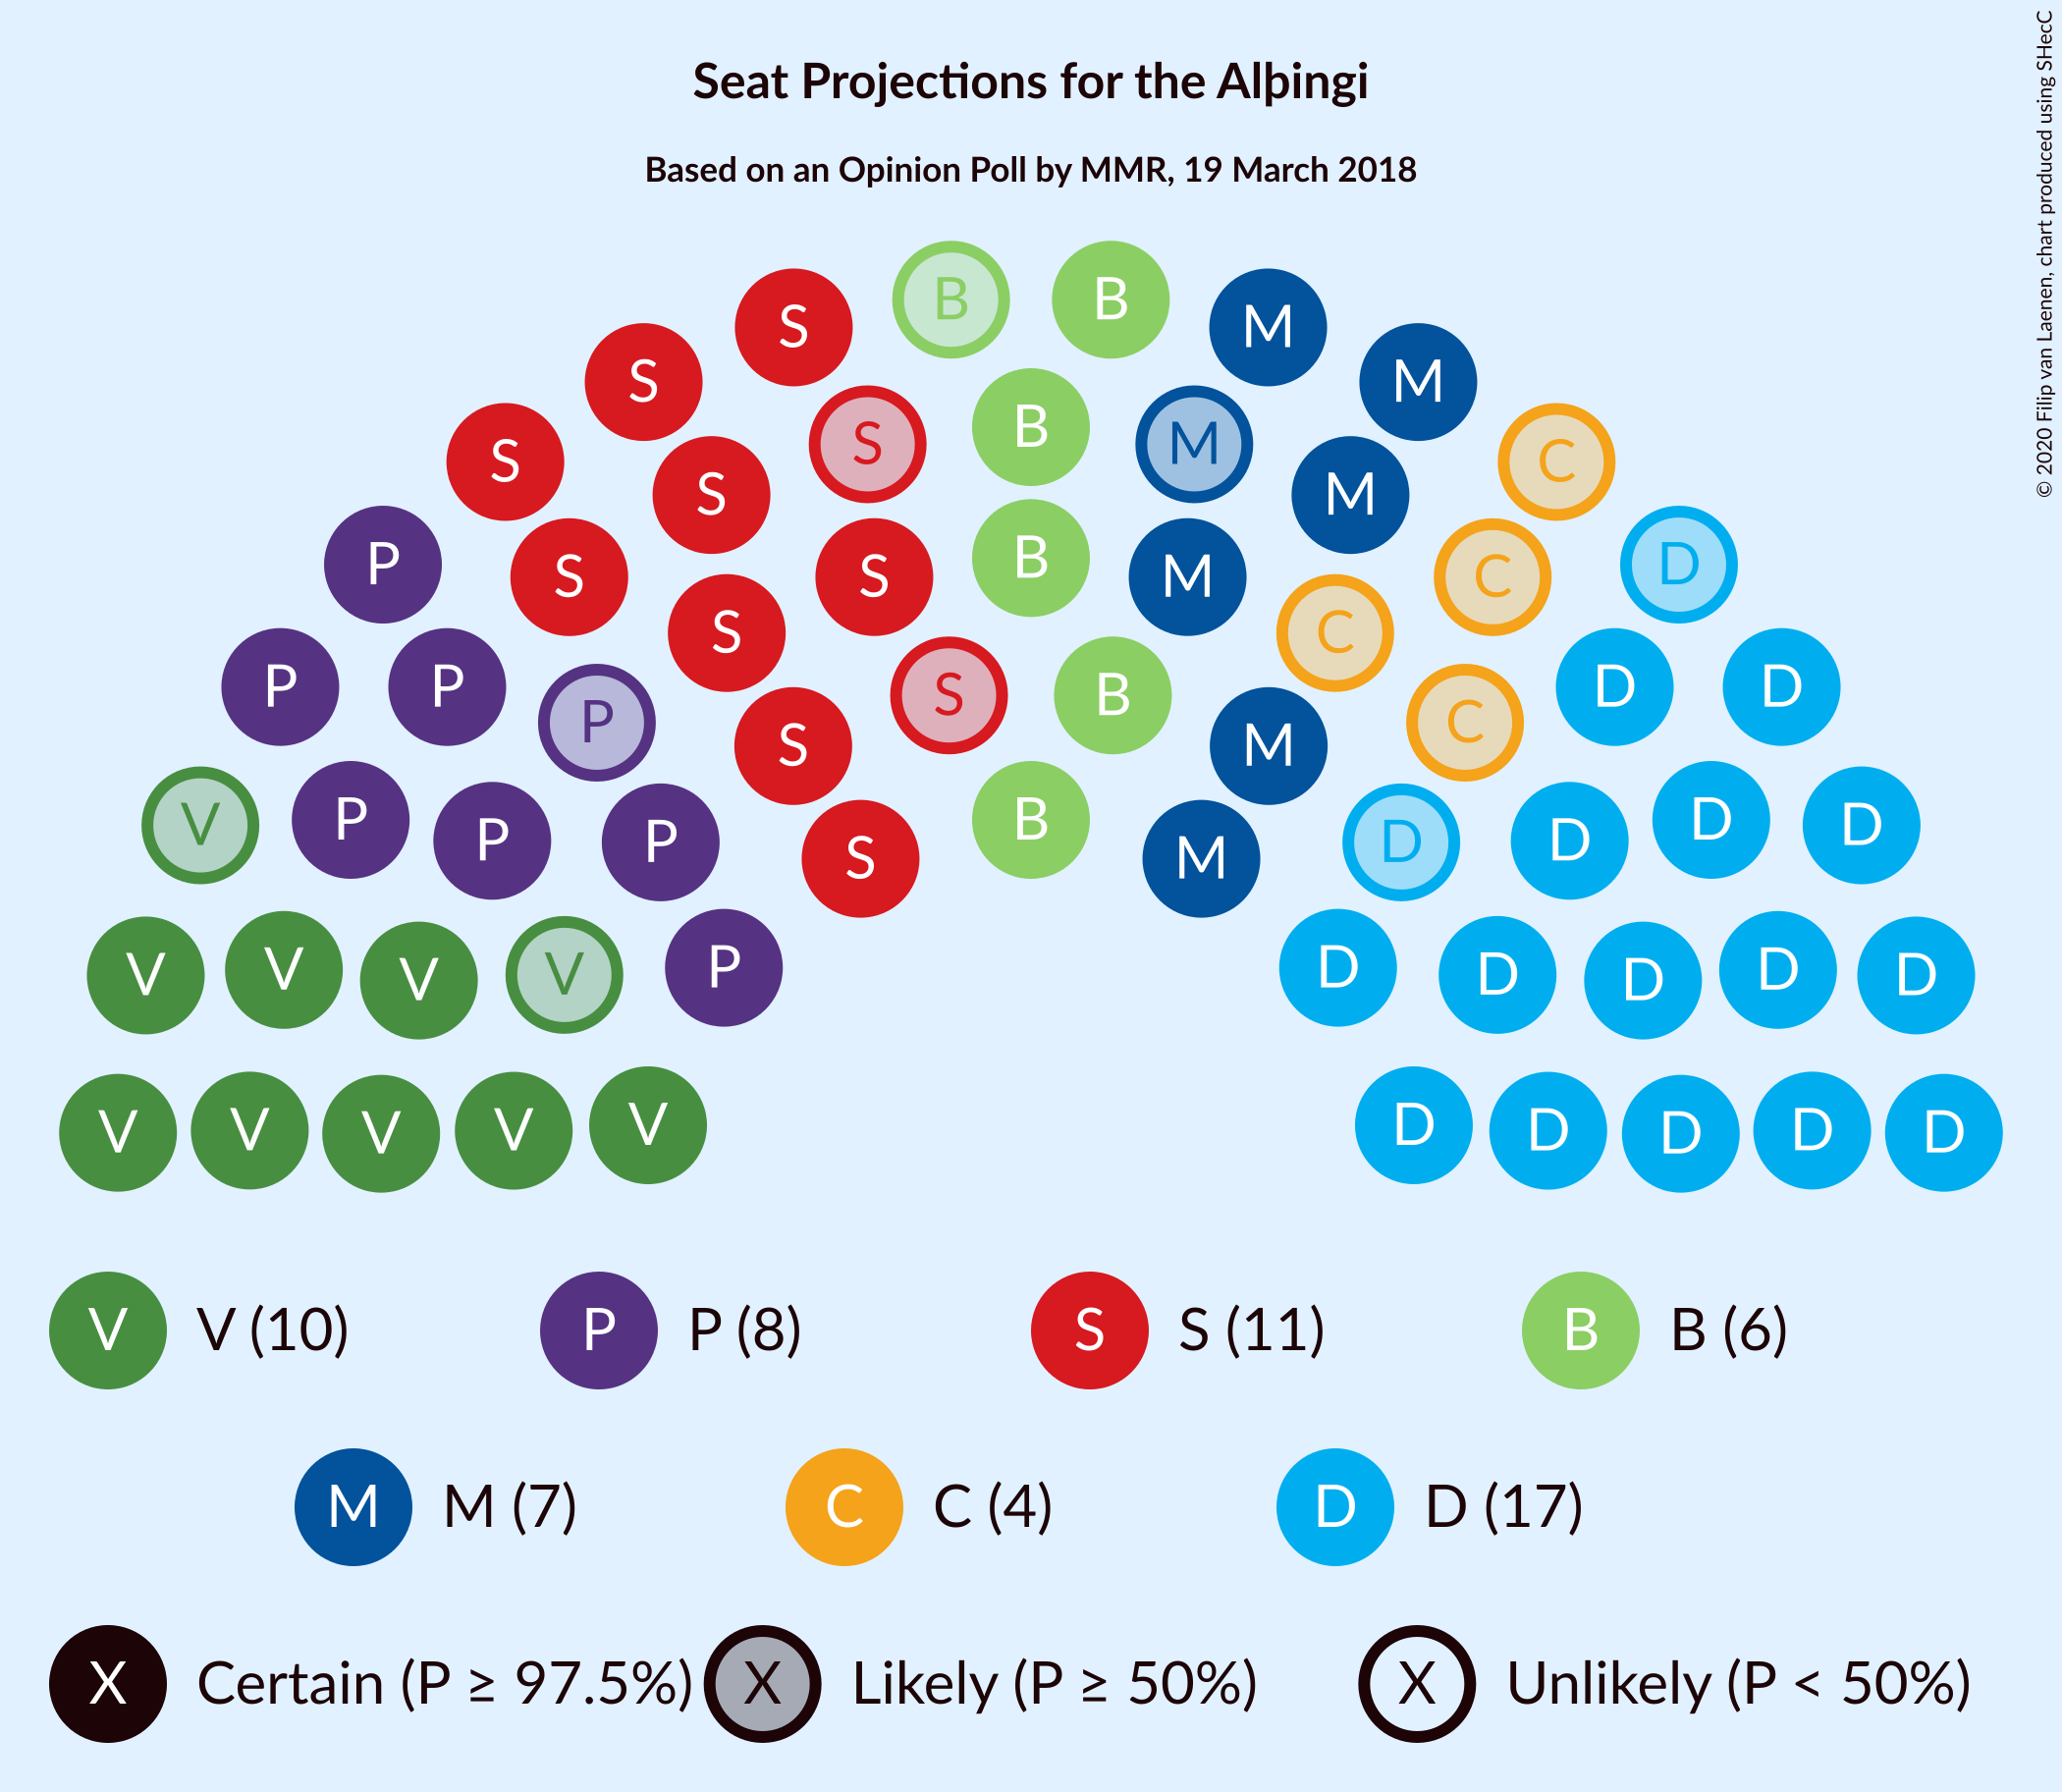 © 2020 Filip van Laenen, chart produced using SHecC
Seat Projections for the Alþingi
Based on an Opinion Poll by MMR, 19 March 2018
B B
S M
S M
B
S M
S C
S M
B
P D
S S M C
S C
P P D D
S B
P C
S M
V P B D D
P P D D
S M
V V V V P D D D D D
V V V V V D D D D D
V V (10) P P (8) S S (11) B B (6)
M M (7) C C (4) D D (17)
X Certain (P ≥ 97.5%) X Likely (P ≥ 50%) X Unlikely (P < 50%)